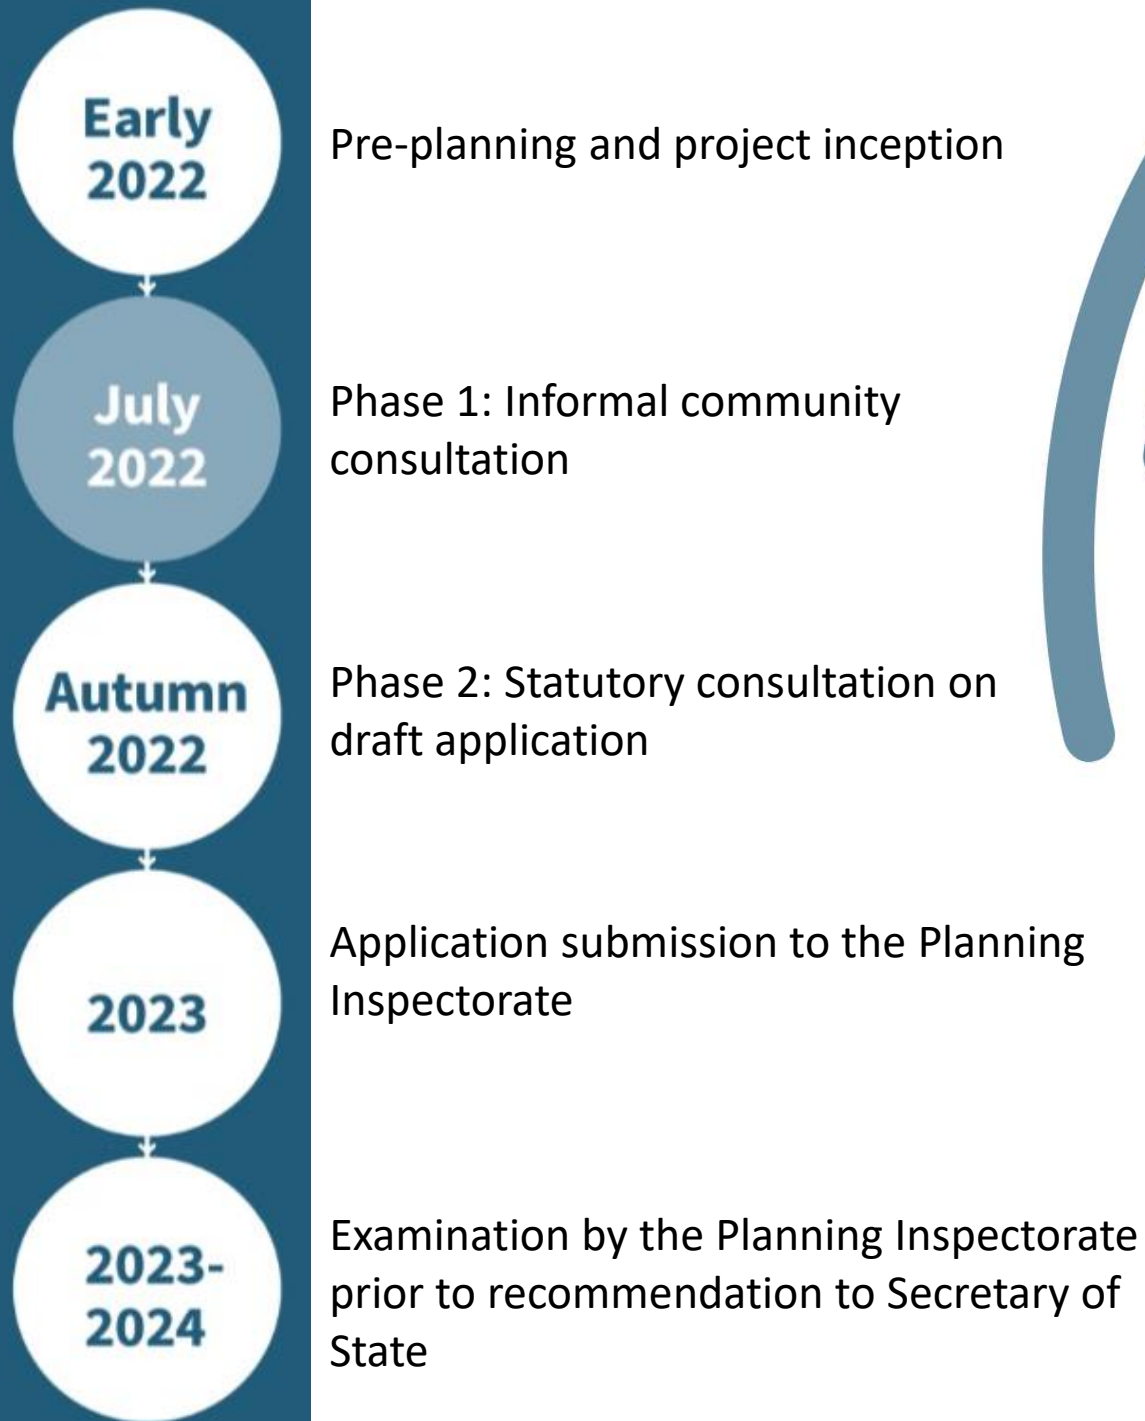 Early
2022
Pre-planning and project inception
July
2022
Phase 1: Informal community
consultation
Autumn
2022
Phase 2: Statutory consultation on
draft application
2023
Application submission to the Planning
Inspectorate
2023-
2024
Examination by the Planning Inspectorate
prior to recommendation to Secretary of
State